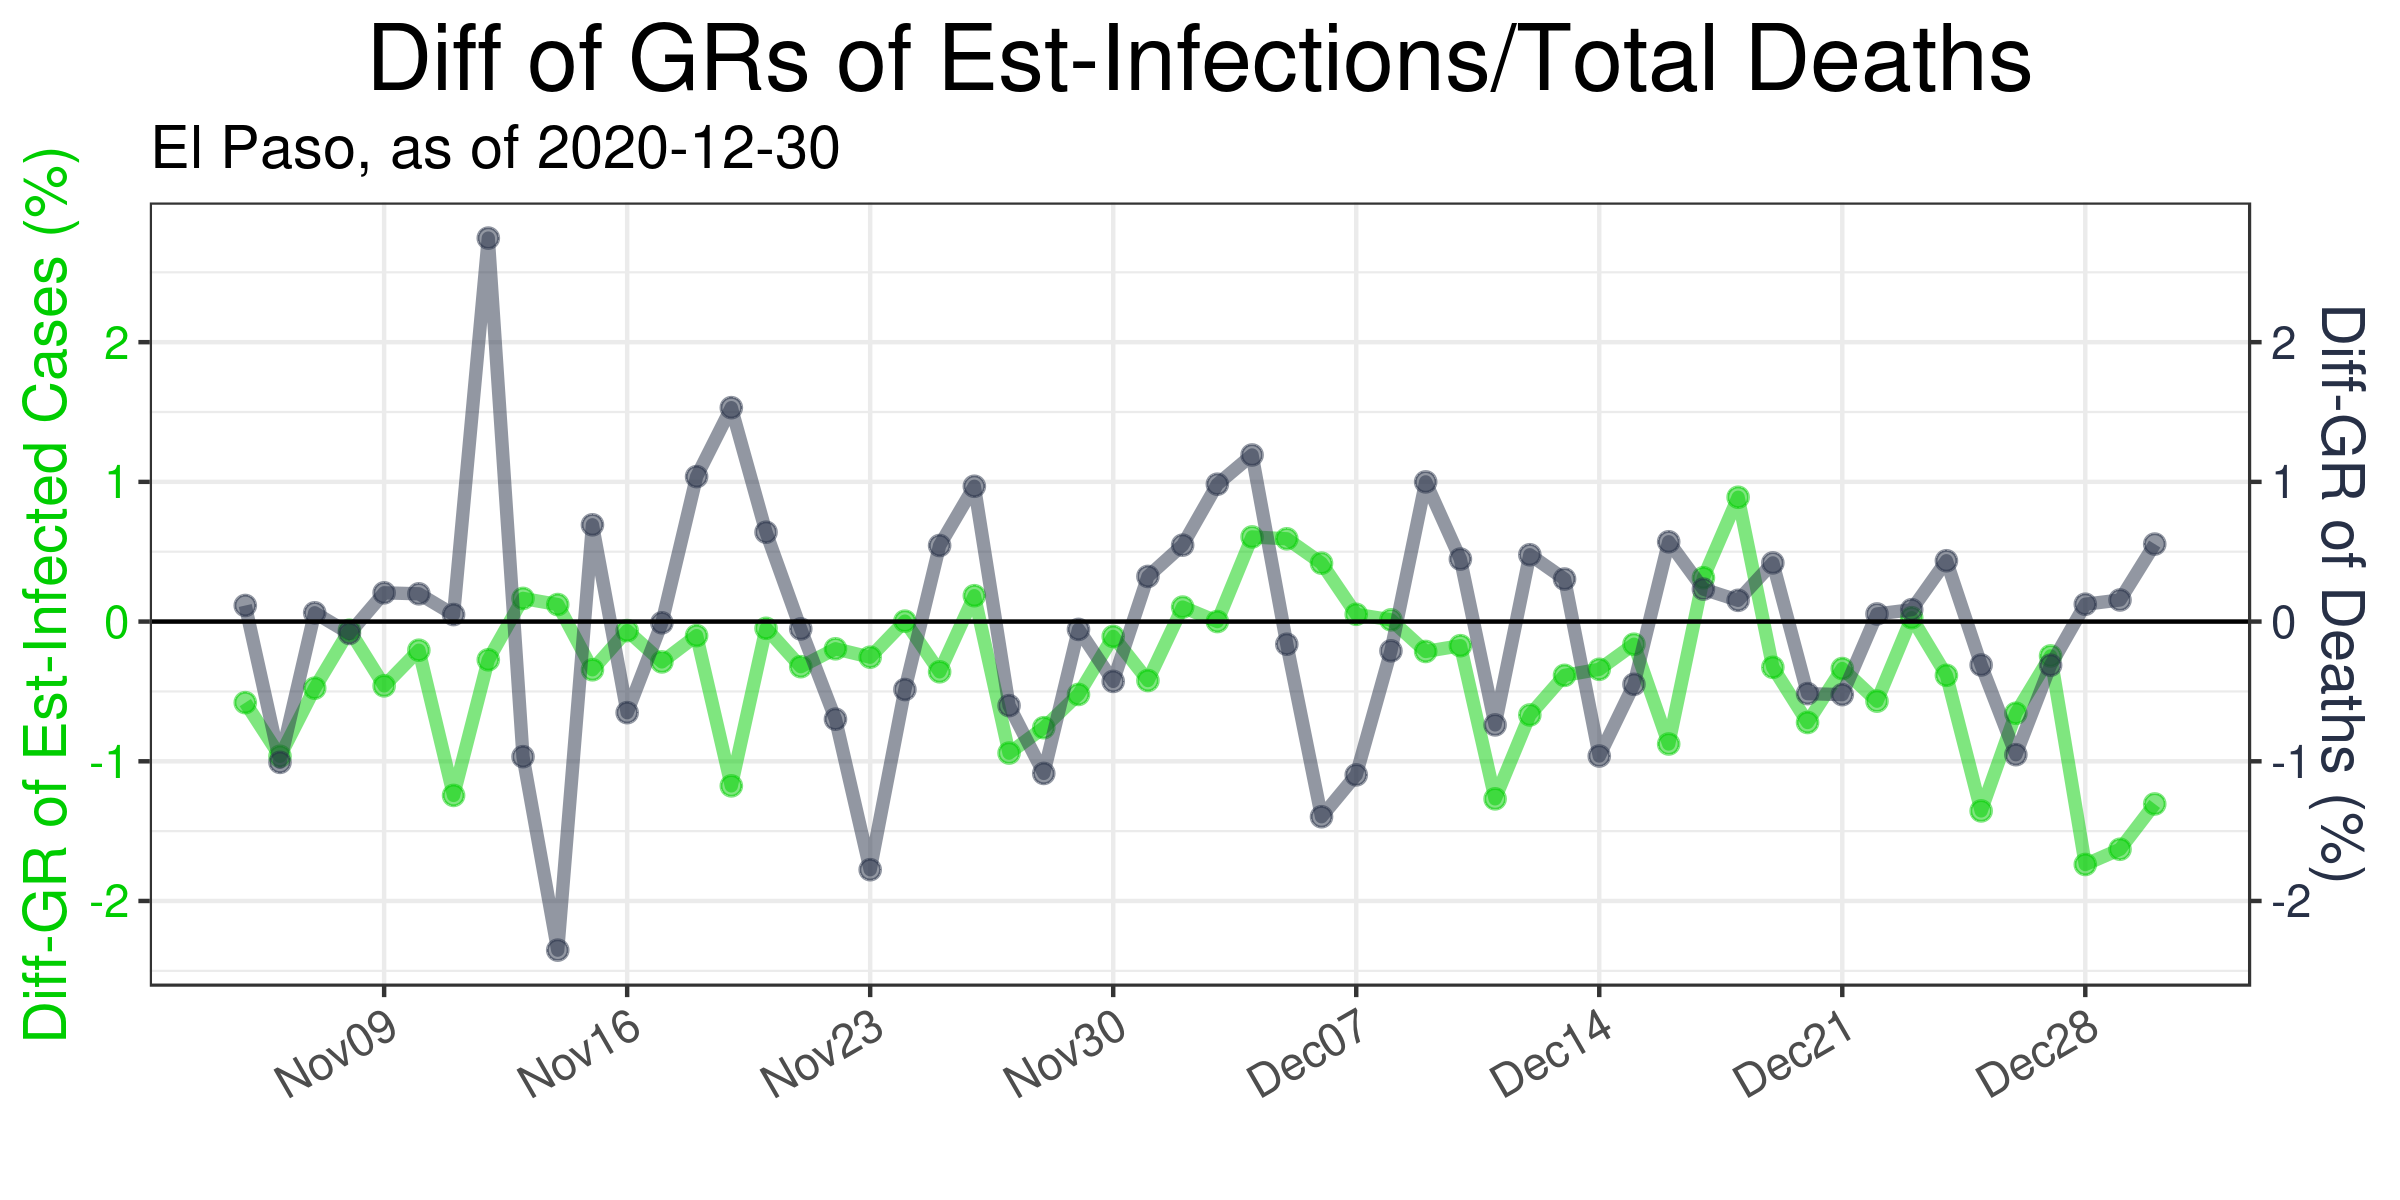 Diff of GRs of Est-Infections/Total Deaths
El Paso, as of 2020-12-30
Diff-GR of Est-Infected Cases (%)
2
1
0
-1
-2
2
1
0
-1
-2
Diff-GR of Deaths (%)
Nov09
Nov16
Nov23
Nov30
Dec07
Dec14
Dec21
Dec28